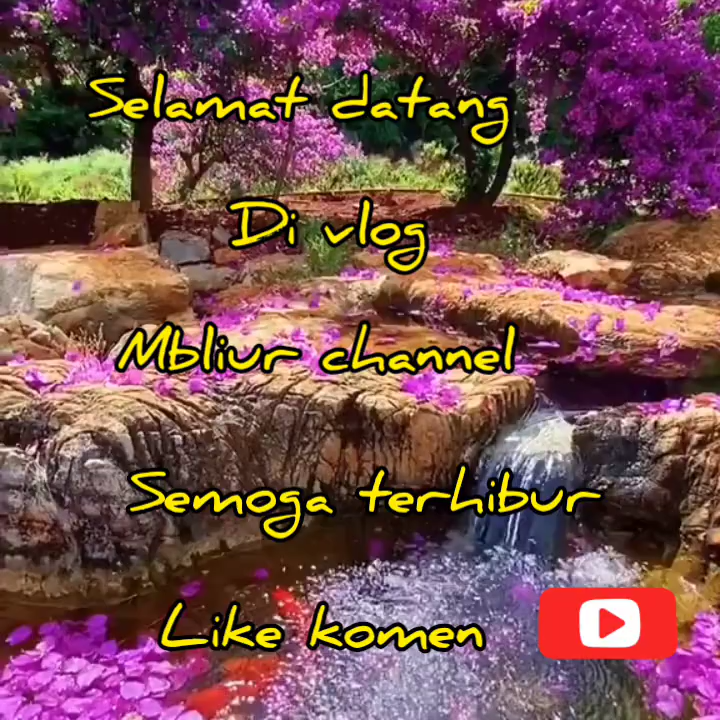 Selamat datang
Di vlog
Mbliur channel
Semoga terhibur
Like komen